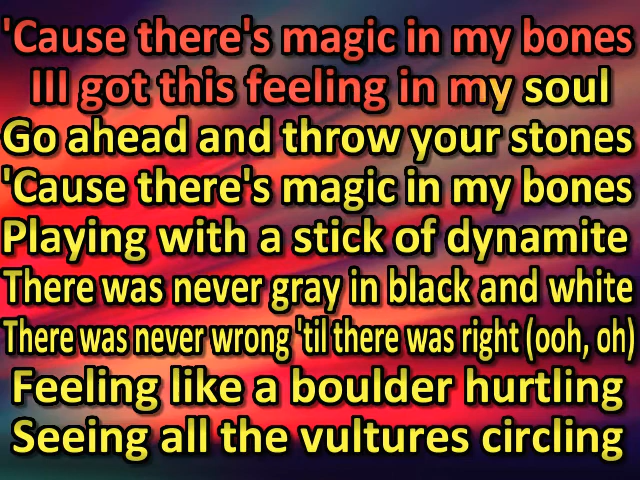 'Cause there's magic in my bones
III got this feeling in my soul
Go ahead and throw your stones
'Cause there's magic in my bones
Playing with a stick of dynamite
There was never gray in black and white
There was never wrong 'til there was right (ooh, oh)
Feeling like a boulder hurtling
Seeing all the vultures circling